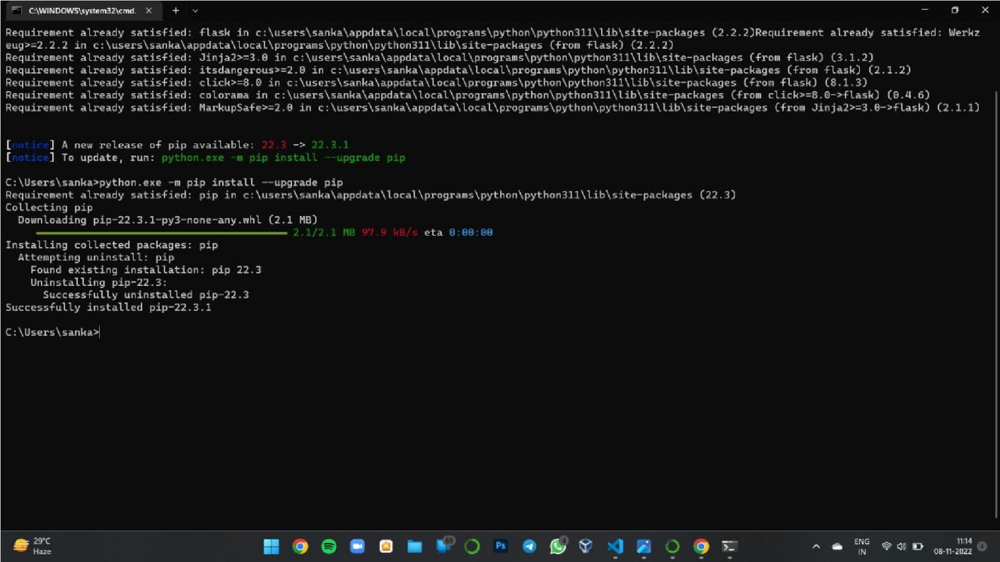 C:\WINDOWS\system32\cmd.
Requirement already satisfied: flask in c:\users\sanka\appdata\local\programs\python\python311\lib\site-packages (2.2.2)Requirement already satisfied: Werkz
eug>=2.2.2 in c:\users\sanka\appdata\local\programs\python\python311\lib\site-packages (from flask) (2.2.2)
Requirement already satisfied: Jinja2>=3.0 in c:\users\sanka\appdata\local\programs\python\python311\lib\site-packages (from flask) (3.1.2)
Requirement already satisfied: itsdangerous>=2.0 in c:\users\sanka\appdata\local\programs\python\python311\lib\site-packages (from flask) (2.1.2)
Requirement already satisfied: click>=8.0 in c:\users\sanka\appdata\local\programs\python\python311\lib\site-packages (from flask) (8.1.3)
Requirement already satisfied: colorama in c:\users\sanka\appdata\local\programs\python\python311\lib\site-packages (from click>=8.0->flask) (0.4.6)
Requirement already satisfied: MarkupSafe>=2.0 in c:\users\sanka\appdata\local\programs\python\python311\lib\site-packages (from Jinja2>=3.0->flask) (2.1.1)
[notice] A new release of pip available: 22.3 -> 22.3.1
[notice] To update, run: python.exe -m pip install --upgrade pip
C:\Users\sanka>python.exe -m pip install --upgrade pip
Requirement already satisfied: pip in c:\users\sanka\appdata\local\programs\python\python311\lib\site-packages (22.3)
Collecting pip
Downloading pip-22.3.1-py3-none-any.whl (2.1 MB)
2.1/2.1 MB 97.9 kB/s eta 0:00:00
Installing collected packages: pip
Attempting uninstall: pip
Found existing installation: pip 22.3
Uninstalling pip-22.3:
Successfully uninstalled pip-22.3
Successfully installed pip-22.3.1
C:\Users\sanka>
29°C
Haze
69
Ps
4
ENG
IN
11:14
08-11-2022